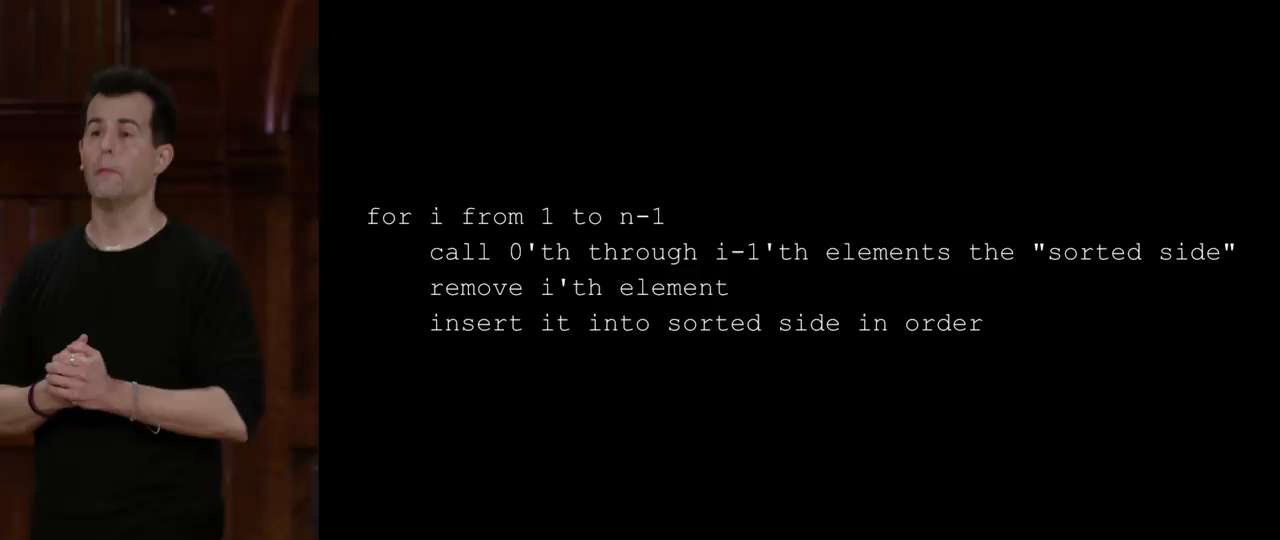 for i from 1 to n-1
call 0'th through i-1'th elements the "sorted side"
remove i'th element
insert it into sorted side in order